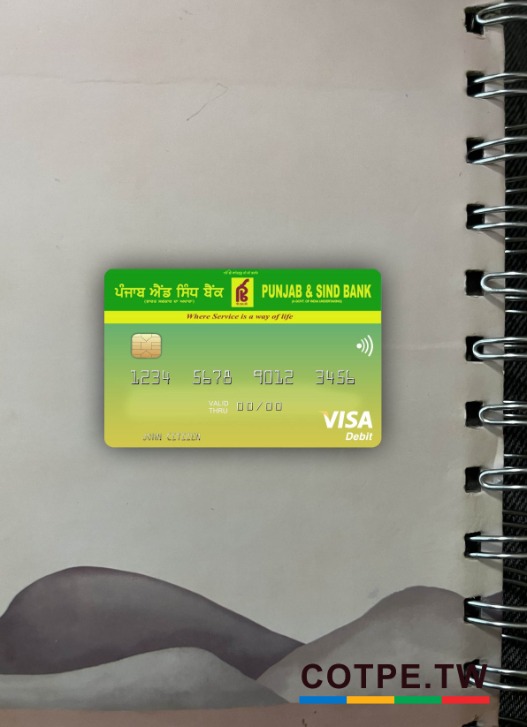 ਪੰਜਾਬ ਐਂਡ ਸਿੰਧ ਬੈਂਕ
PUNJAB & SIND BANK
Where Service is a way of life
1234 5678 9012 3456
VALID THRU 00/00
VISA
Debit
COTPE.TW